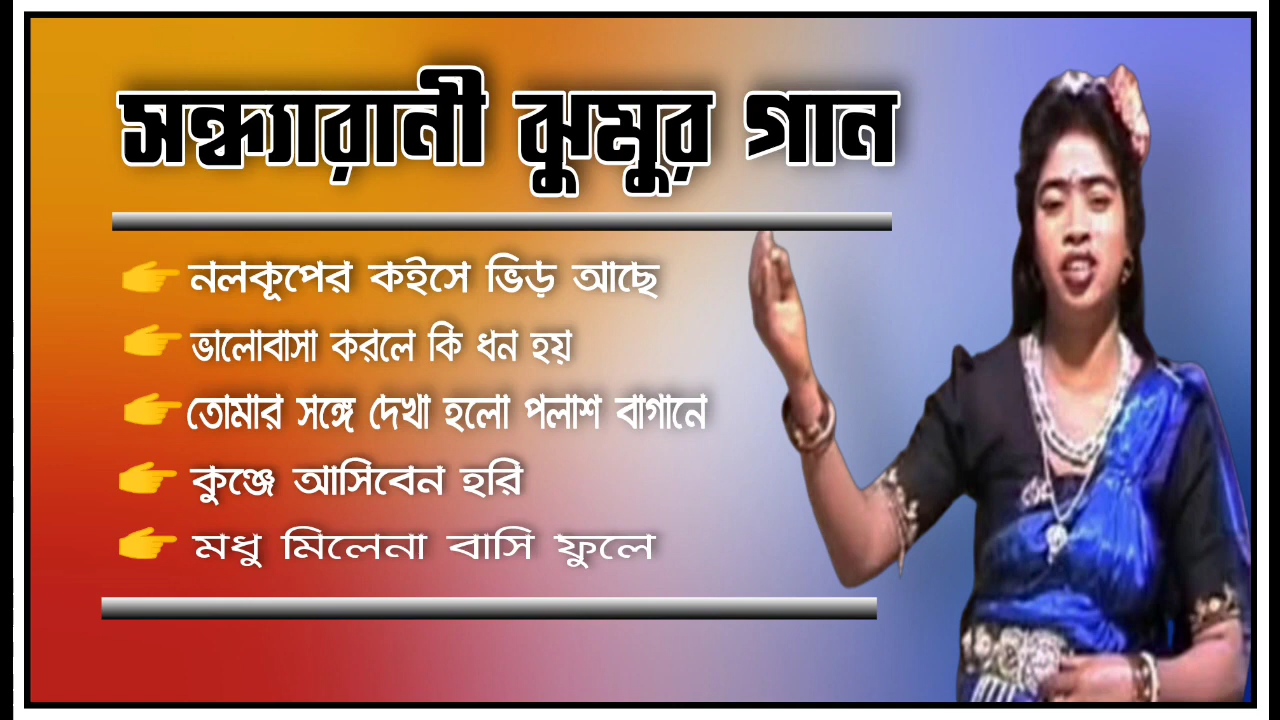 সন্ধ্যারানী ঝুমুর গান
👉 নলকূপের কইসে ভিড় আছে
👉 ভালোবাসা করলে কি ধন হয়
👉 তোমার সঙ্গে দেখা হলো পলাশ বাগানে
👉 কুঞ্জে আসিবেন হরি
👉 মধু মিলেনা বাসি ফুলে